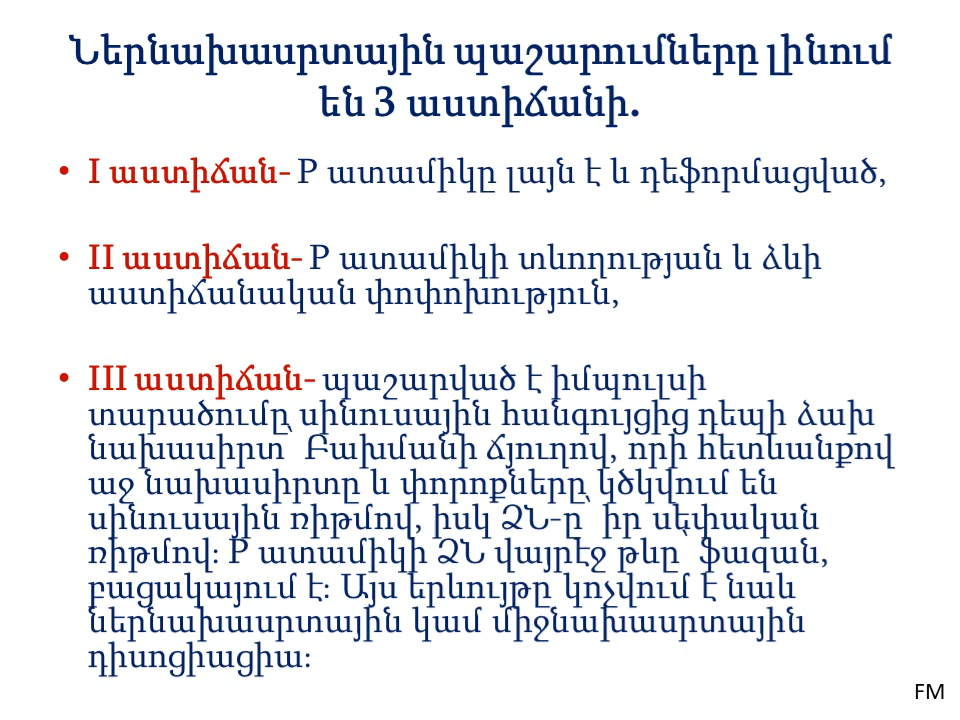 Ներնախասրտային պաշարումները լինում
են 3 աստիճանի.
• I աստիճան- P ատամիկը լայն է և դեֆորմացված,
• II աստիճան- P ատամիկի տևողության և ձևի
աստիճանական փոփոխություն,
• III աստիճան- պաշարված է իմպուլսի
տարածումը սինուսային հանգույցից դեպի ձախ
նախասիրտ՝ Բախմանի ճյուղով, որի հետևանքով
աջ նախասիրտը և փորոքները կծկվում են
սինուսային ռիթմով, իսկ ՁՆ-ը՝ իր սեփական
ռիթմով։ P ատամիկի ՁՆ վայրէջ թևը՝ ֆազան,
բացակայում է։ Այս երևույթը կոչվում է նաև
ներնախասրտային կամ միջնախասրտային
դիսոցիացիա։
FM